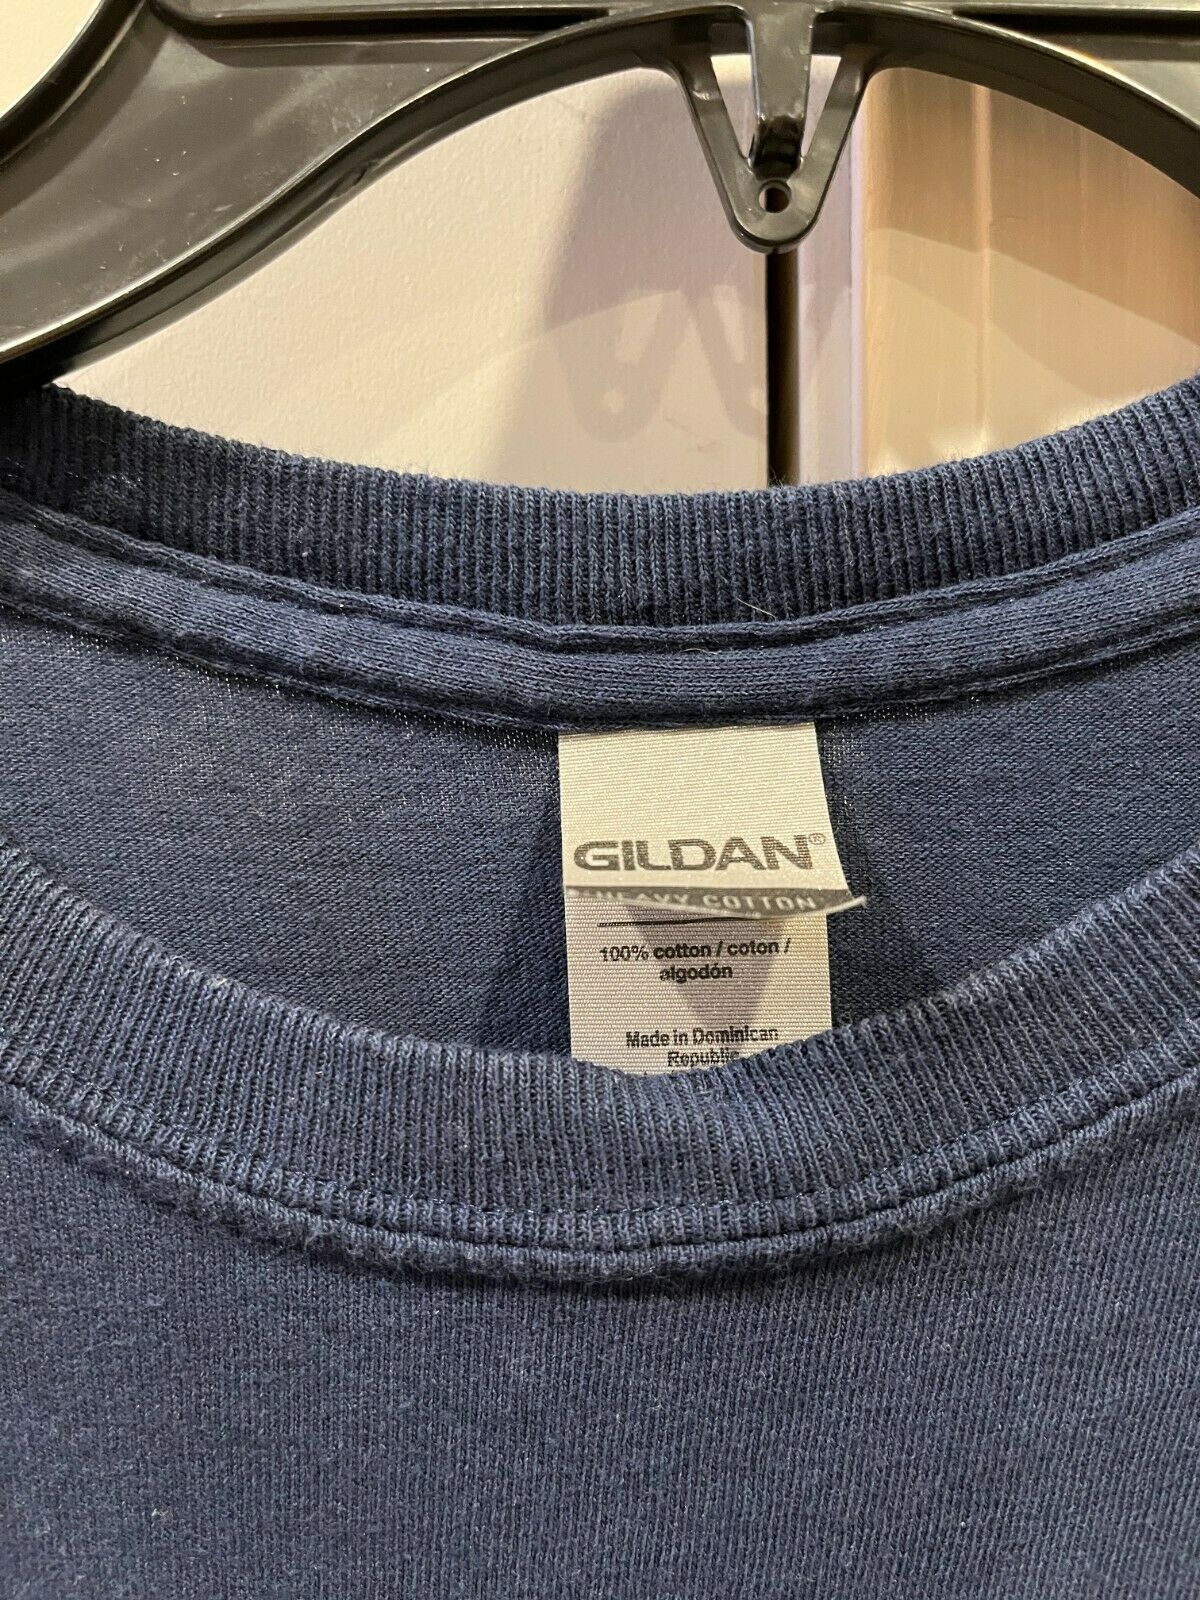 GILDAN®
HEAVY COTTON
100% cotton / coton /
algodón
Made in Dominican
Republic